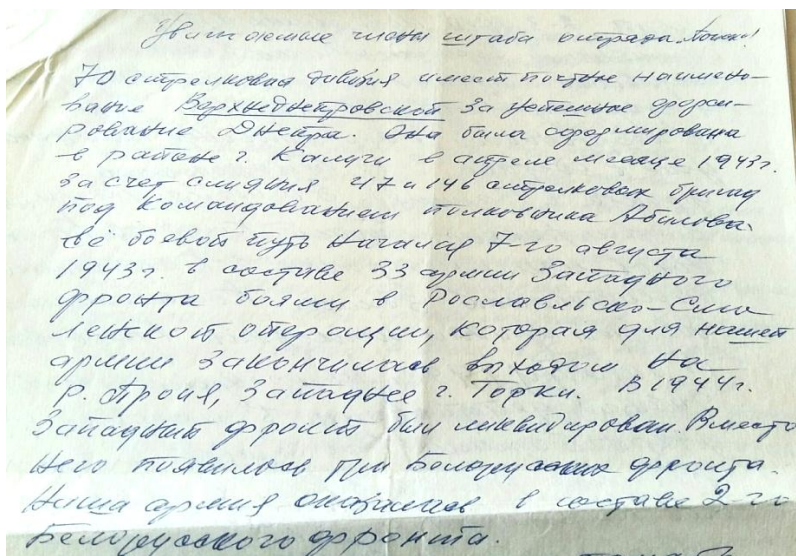 Уважаемые члены штаба отряда "Поиск"!
70 стрелковая дивизия имеет почтное наимено-
вание Верхнеднепровской за успешное форси-
рование Днепра. Она была сформирована
в районе г. Калуги в апреле месяце 1943 г.
за счет слияния 47 и 146 стрелковых бригад
под командованием полковника Абилова.
её боевой путь начался 7-го августа
1943 г. в составе 33 армии Западного
фронта боями в Рославльско-Смо
ленской операции, которая для нашей
армии закончилась выходом на
р. Проня, западнее г. Горки. В 1944 г.
Западный фронт был ликвидирован. Вместо
него появилось три Белорусских фронта.
Наша армия оказалась в составе 2-го
Белорусского фронта.